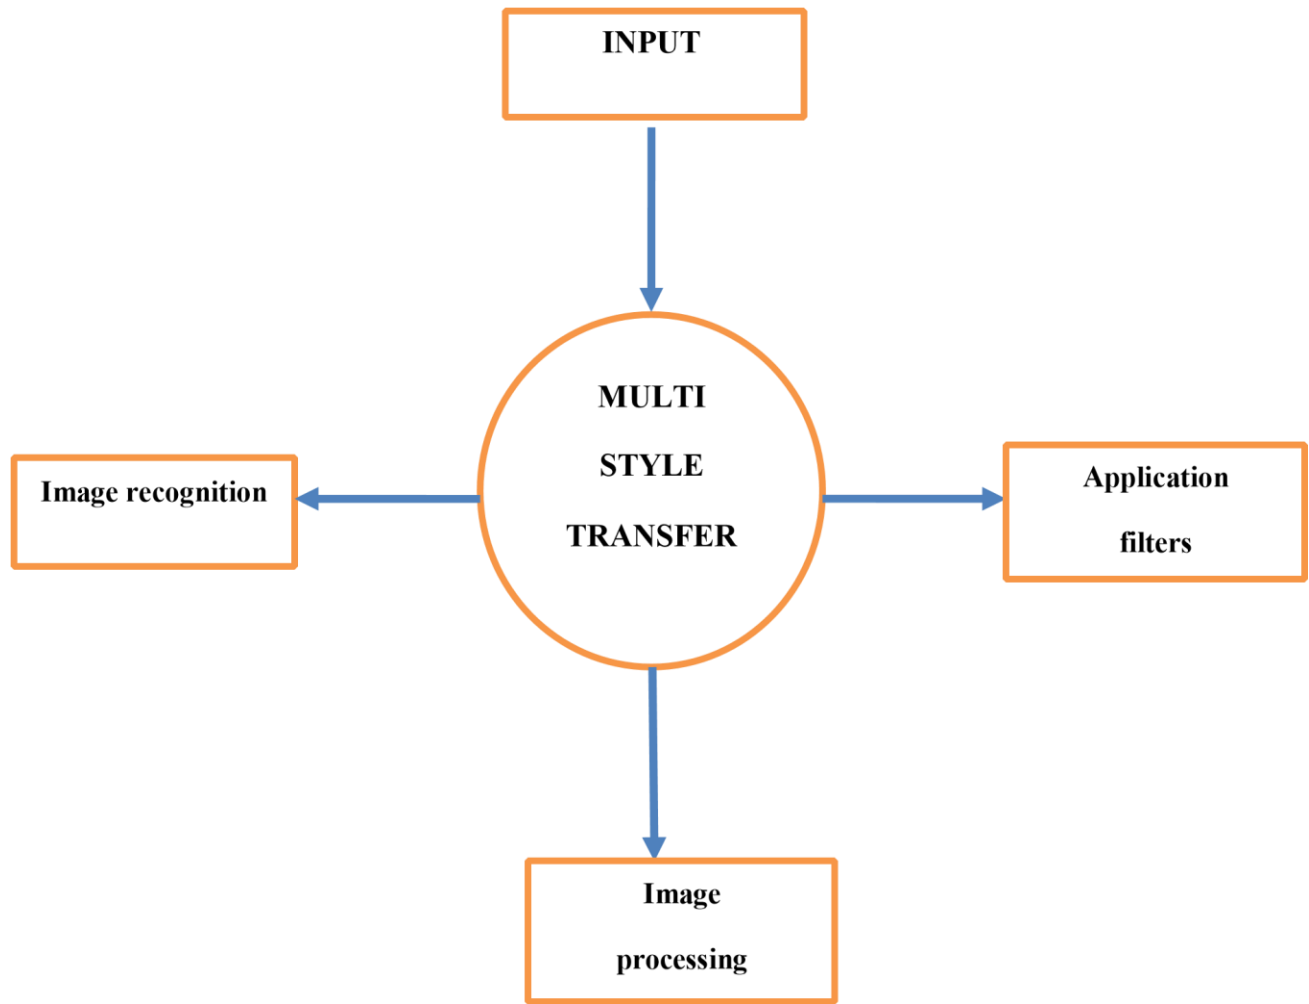 INPUT
MULTI
STYLE
TRANSFER
Image recognition
Application
filters
Image
processing